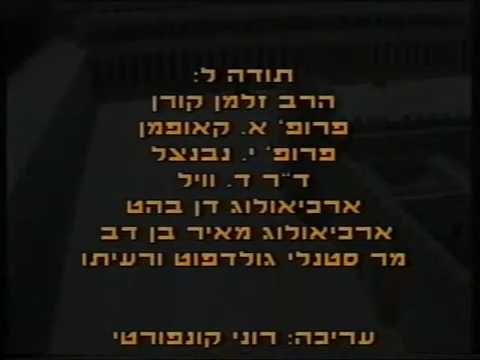 תודה ל:
הרב זלמן קורן
פרופ' א. קאופמן
פרופ' י. נבנצל
ד"ר ד. וויל
ארכיאולוג דן בהט
ארכיאולוג מאיר בן דב
מר סטנלי גולדפוט ורעיתו
עריכה: רוני קונפורטי